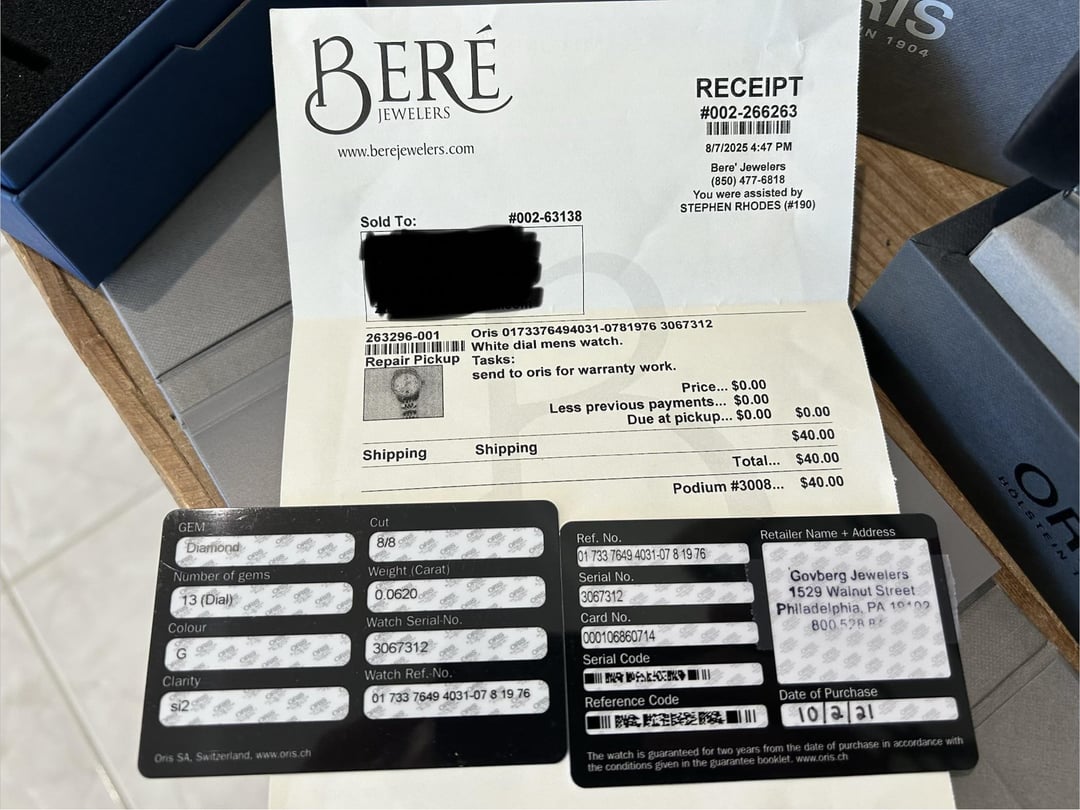 RIS
IN 1904
BERÉ
JEWELERS
www.berejewelers.com
RECEIPT
#002-266263
8/7/2025 4:47 PM
Bere' Jewelers
(850) 477-6818
You were assisted by
STEPHEN RHODES (#190)
Sold To: #002-63138
263296-001 Oris 0173376494031-0781976 3067312
White dial mens watch.
Repair Pickup Tasks:
send to oris for warranty work.
Price... $0.00
Less previous payments... $0.00
Due at pickup... $0.00 $0.00
Shipping Shipping $40.00
Total... $40.00
Podium #3008... $40.00
OR
HÖLSTEIN
GEM
Diamond
Cut
8/8
Number of gems
13 (Dial)
Weight (Carat)
0.0620
Colour
G
Watch Serial-No.
3067312
Clarity
si2
Watch Ref.-No.
01 733 7649 4031-07 8 19 76
Oris SA, Switzerland, www.oris.ch
Ref. No.
01 733 7649 4031-07 8 19 76
Serial No.
3067312
Card No.
000106860714
Serial Code
Reference Code
Retailer Name + Address
Govberg Jewelers
1529 Walnut Street
Philadelphia, PA 19102
800.528.8
Date of Purchase
10/2/21
The watch is guaranteed for two years from the date of purchase in accordance with
the conditions given in the guarantee booklet. www.oris.ch